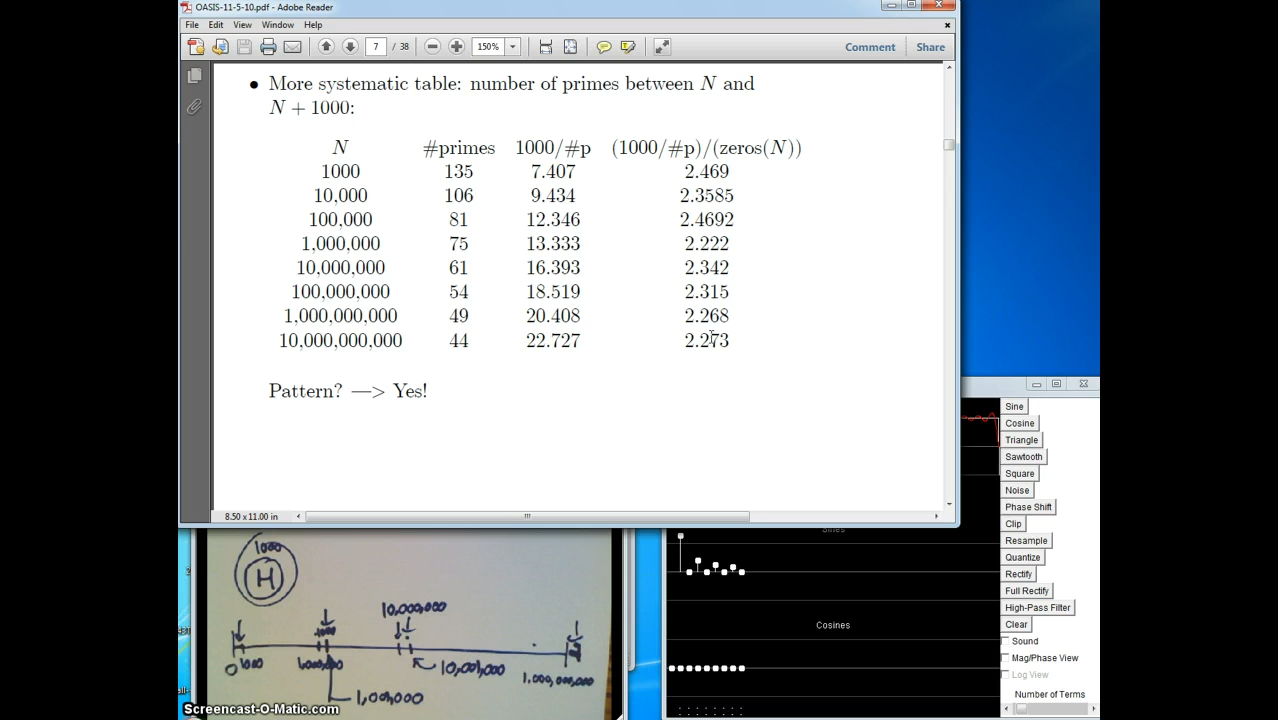 OASIS-11-5-10.pdf - Adobe Reader
File Edit View Window Help
7 / 38 150% Comment Share
• More systematic table: number of primes between N and
N + 1000:
N #primes 1000/#p (1000/#p)/(zeros(N))
1000 135 7.407 2.469
10,000 106 9.434 2.3585
100,000 81 12.346 2.4692
1,000,000 75 13.333 2.222
10,000,000 61 16.393 2.342
100,000,000 54 18.519 2.315
1,000,000,000 49 20.408 2.268
10,000,000,000 44 22.727 2.273
Pattern? —> Yes!
8.50 x 11.00 in
Sine
Cosine
Triangle
Sawtooth
Square
Noise
Phase Shift
Clip
Resample
Quantize
Rectify
Full Rectify
High-Pass Filter
Clear
Sound
Mag/Phase View
Log View
Number of Terms
Sines
Cosines
1000
H
10,000,000
0 1000
10,001,000
1,000,000,000
1,001,000
Screencast-O-Matic.com